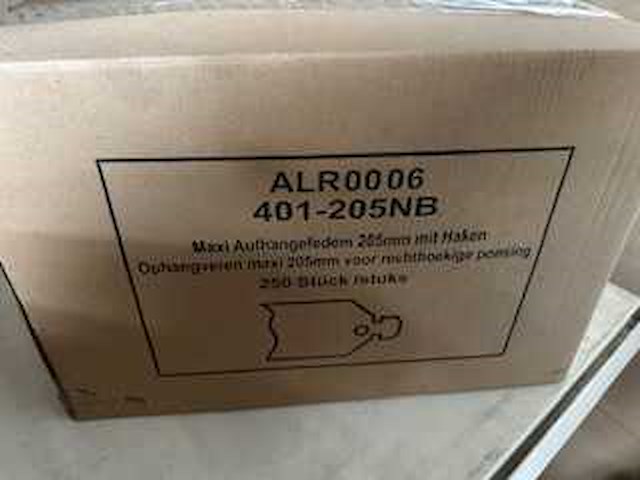 ALR0006
401-205NB
Maxi Aufhangefedern 205mm mit Haken
Ophangveren maxi 205mm voor rechthoekige ponsing
250 Stück /stuks